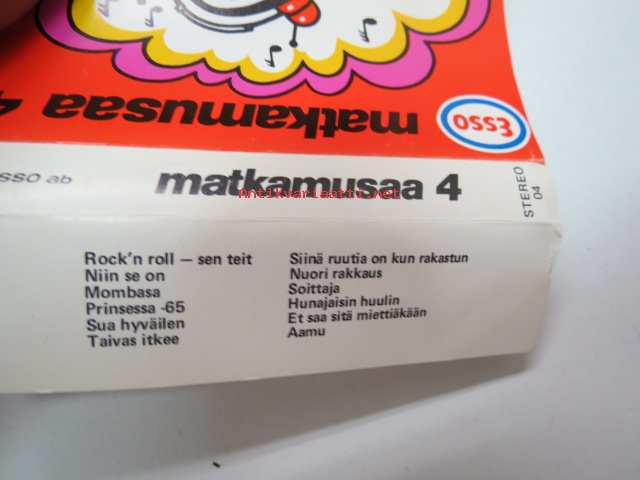 Esso
matkamusaa 4
sso ab
matkamusaa 4
STEREO
04
Antikvariaatti.net
Rock'n roll — sen teit
Niin se on
Mombasa
Prinsessa -65
Sua hyväilen
Taivas itkee
Siinä ruutia on kun rakastun
Nuori rakkaus
Soittaja
Hunajaisin huulin
Et saa sitä miettiäkään
Aamu